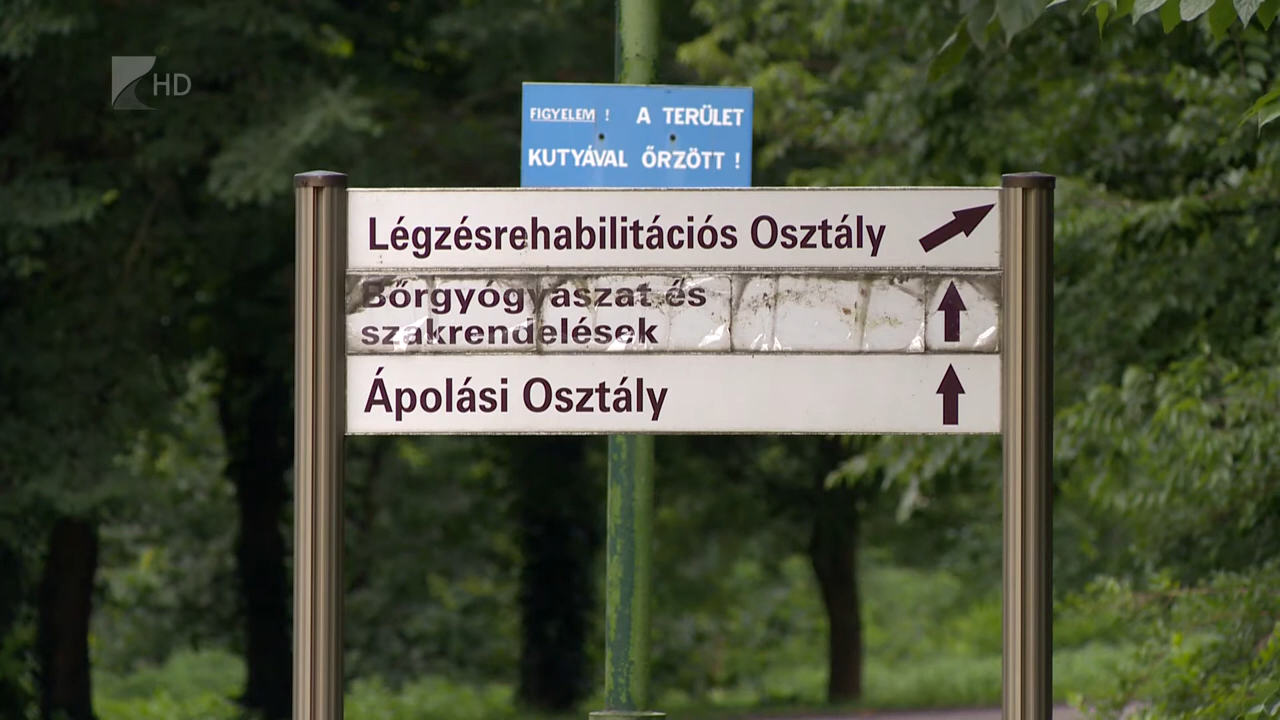 HD
FIGYELEM ! A TERÜLET
KUTYÁVAL ŐRZÖTT !
Légzésrehabilitációs Osztály
Bőrgyógyászat és
szakrendelések
Ápolási Osztály